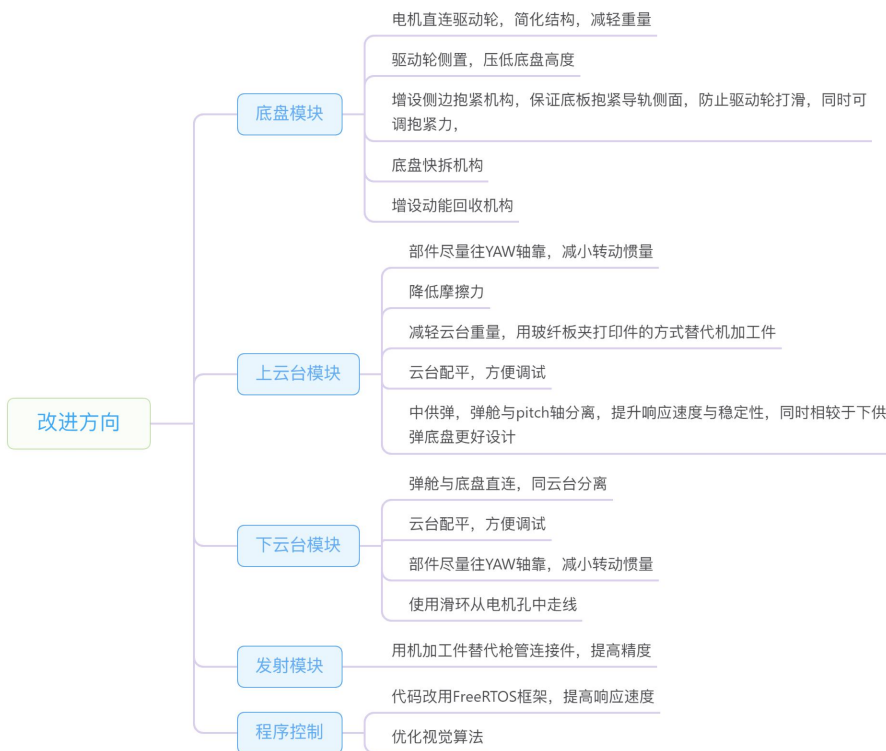 改进方向
底盘模块
电机直连驱动轮，简化结构，减轻重量
驱动轮侧置，压低底盘高度
增设侧边抱紧机构，保证底板抱紧导轨侧面，防止驱动轮打滑，同时可
调抱紧力，
底盘快拆机构
增设动能回收机构
上云台模块
部件尽量往YAW轴靠，减小转动惯量
降低摩擦力
减轻云台重量，用玻纤板夹打印件的方式替代机加工件
云台配平，方便调试
中供弹，弹舱与pitch轴分离，提升响应速度与稳定性，同时相较于下供
弹底盘更好设计
下云台模块
弹舱与底盘直连，同云台分离
云台配平，方便调试
部件尽量往YAW轴靠，减小转动惯量
使用滑环从电机孔中走线
发射模块
用机加工件替代枪管连接件，提高精度
程序控制
代码改用FreeRTOS框架，提高响应速度
优化视觉算法